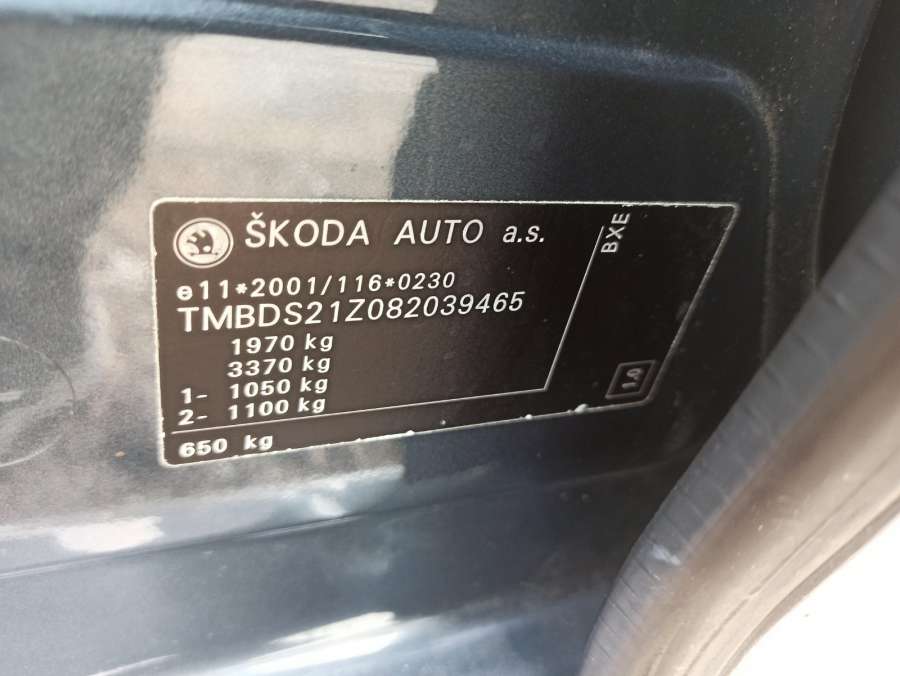 ŠKODA AUTO a.s.
BXE
e11*2001/116*0230
TMBDS21Z082039465
1970 kg
3370 kg
1- 1050 kg
2- 1100 kg
650 kg
1.0